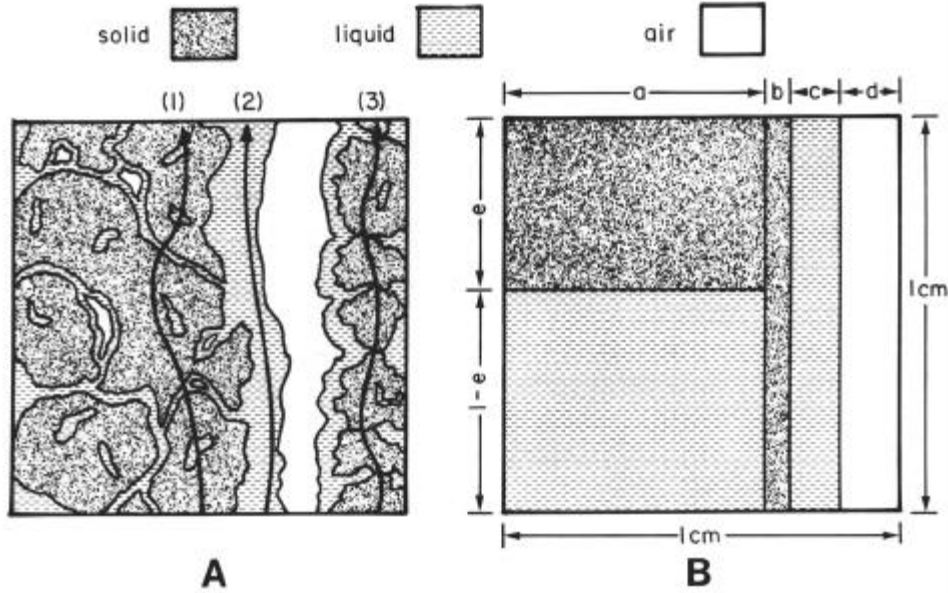 solid liquid air
(1) (2) (3)
a b c d
e
1-e
1cm
1cm
A B